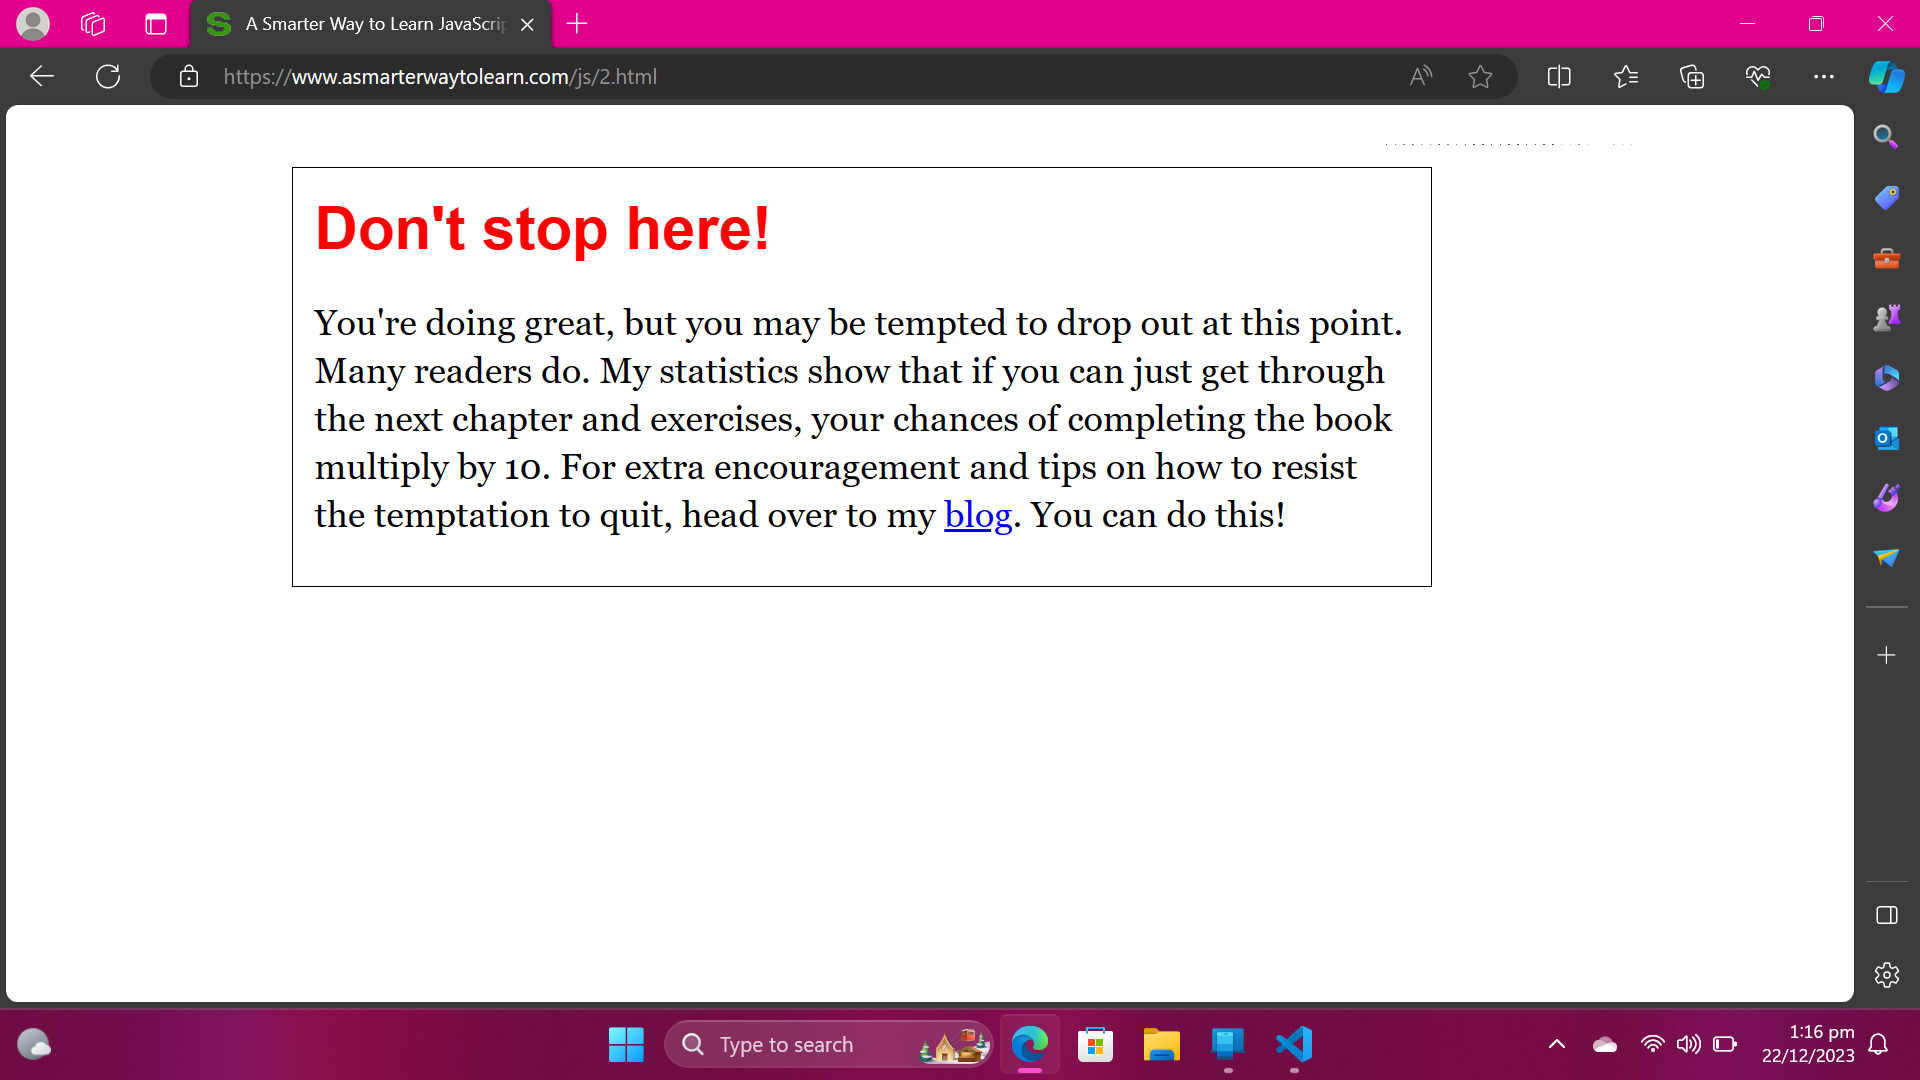 A Smarter Way to Learn JavaScrip
https://www.asmarterwaytolearn.com/js/2.html
Don't stop here!
You're doing great, but you may be tempted to drop out at this point.
Many readers do. My statistics show that if you can just get through
the next chapter and exercises, your chances of completing the book
multiply by 10. For extra encouragement and tips on how to resist
the temptation to quit, head over to my blog. You can do this!
Type to search
1:16 pm
22/12/2023